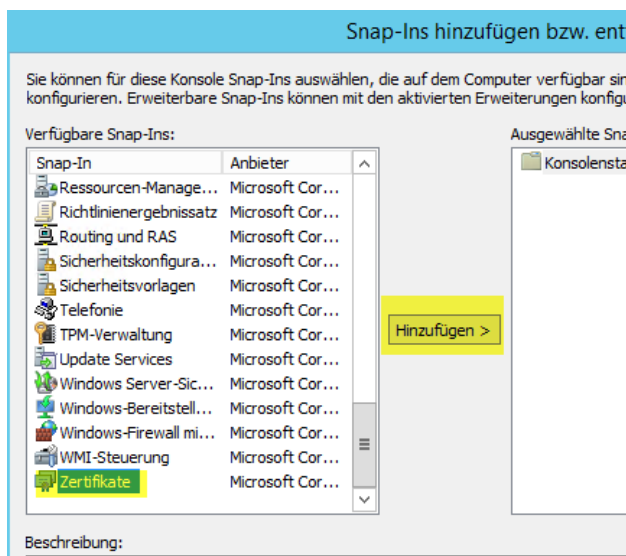 Snap-Ins hinzufügen bzw. ent
Sie können für diese Konsole Snap-Ins auswählen, die auf dem Computer verfügbar sin
konfigurieren. Erweiterbare Snap-Ins können mit den aktivierten Erweiterungen konfigu
Verfügbare Snap-Ins:
Ausgewählte Sna
Snap-In Anbieter
Konsolensta
Ressourcen-Manage... Microsoft Cor...
Richtlinienergebnissatz Microsoft Cor...
Routing und RAS Microsoft Cor...
Sicherheitskonfigura... Microsoft Cor...
Sicherheitsvorlagen Microsoft Cor...
Telefonie Microsoft Cor...
TPM-Verwaltung Microsoft Cor...
Update Services Microsoft Cor...
Windows Server-Sic... Microsoft Cor...
Windows-Bereitstell... Microsoft Cor...
Windows-Firewall mi... Microsoft Cor...
WMI-Steuerung Microsoft Cor...
Zertifikate Microsoft Cor...
Hinzufügen >
Beschreibung: